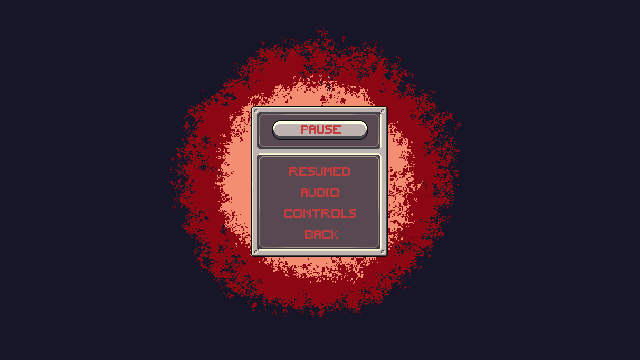 PAUSE
RESUMED
AUDIO
CONTROLS
BACK